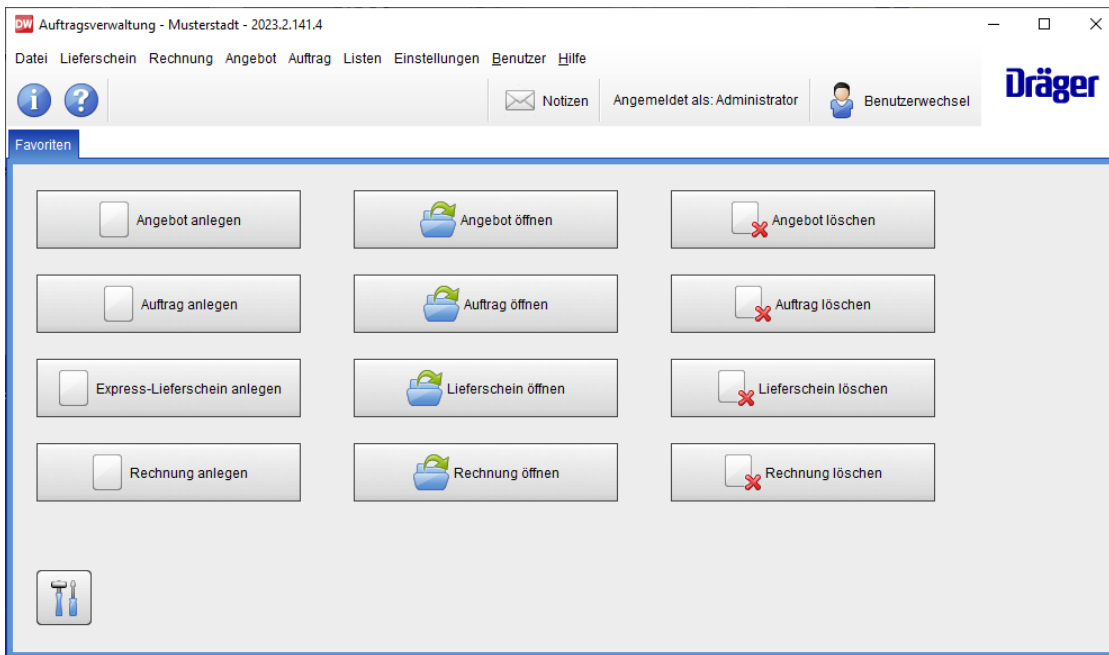 DW Auftragsverwaltung - Musterstadt - 2023.2.141.4
Datei Lieferschein Rechnung Angebot Auftrag Listen Einstellungen Benutzer Hilfe
Notizen Angemeldet als: Administrator Benutzerwechsel
Dräger
Favoriten
Angebot anlegen Angebot öffnen Angebot löschen
Auftrag anlegen Auftrag öffnen Auftrag löschen
Express-Lieferschein anlegen Lieferschein öffnen Lieferschein löschen
Rechnung anlegen Rechnung öffnen Rechnung löschen